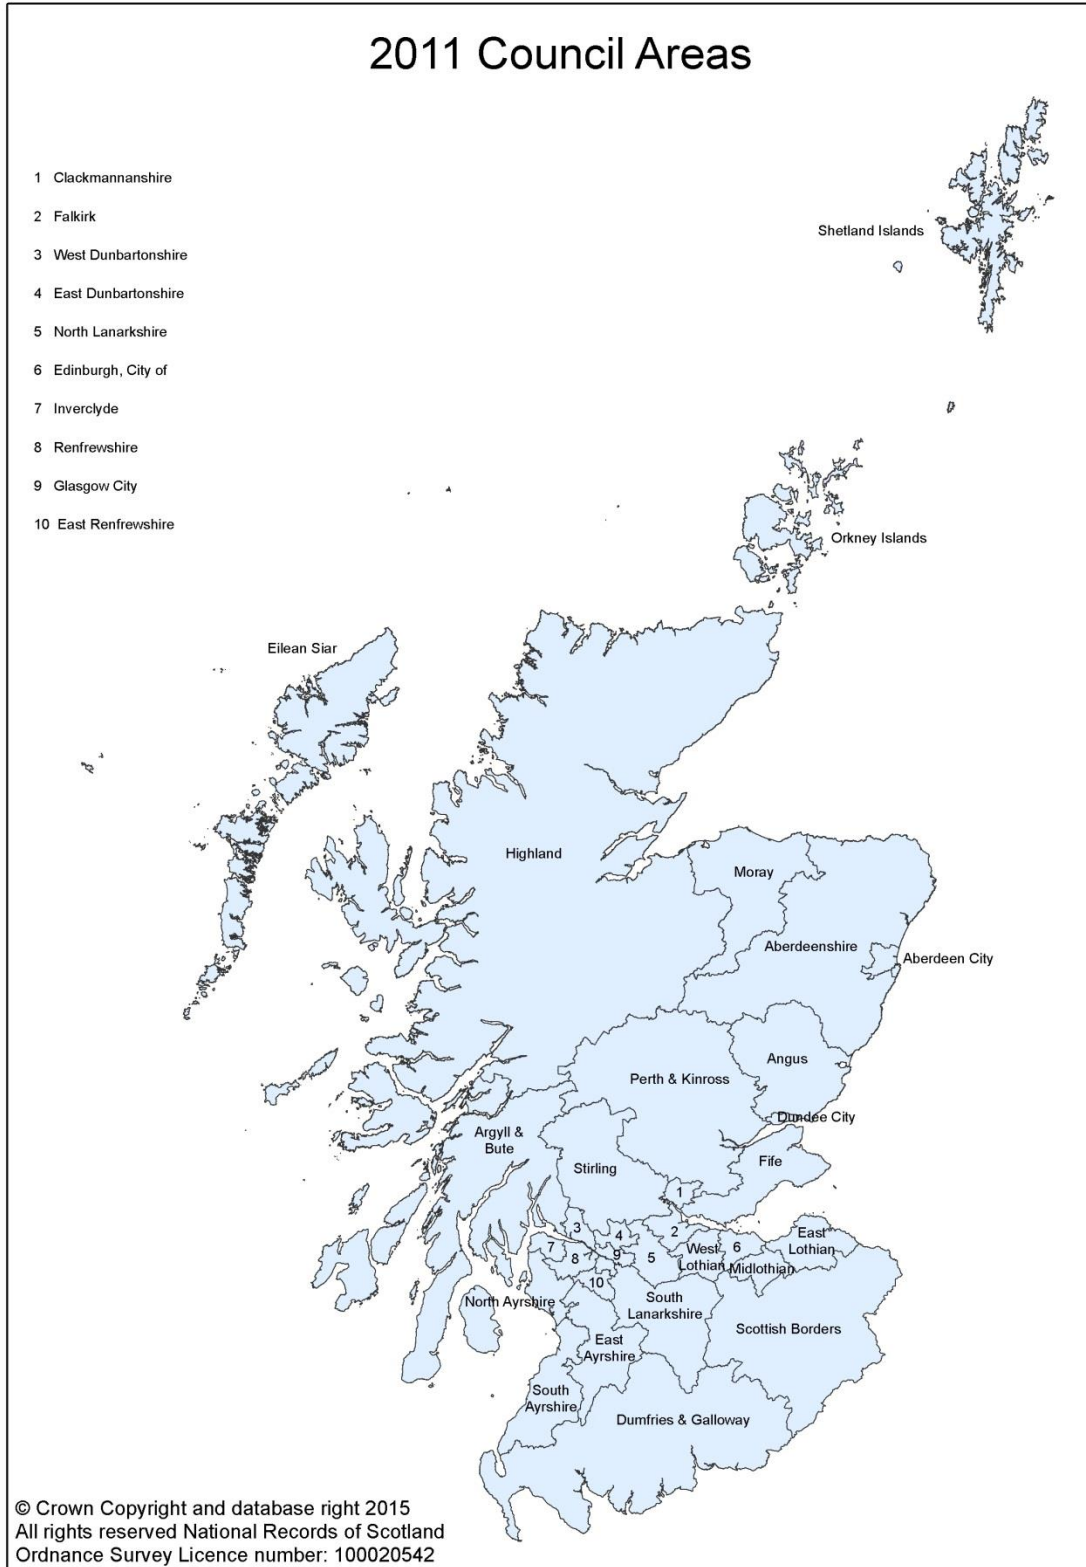 2011 Council Areas
1 Clackmannanshire
2 Falkirk
3 West Dunbartonshire
4 East Dunbartonshire
5 North Lanarkshire
6 Edinburgh, City of
7 Inverclyde
8 Renfrewshire
9 Glasgow City
10 East Renfrewshire
Shetland Islands
Orkney Islands
Eilean Siar
Highland
Moray
Aberdeenshire
Aberdeen City
Angus
Perth & Kinross
Dundee City
Argyll &
Bute
Stirling
Fife
1
3
4
2
7
8
9
5
10
6
West
Lothian
East
Lothian
Midlothian
North Ayrshire
South
Lanarkshire
Scottish Borders
East
Ayrshire
South
Ayrshire
Dumfries & Galloway
© Crown Copyright and database right 2015
All rights reserved National Records of Scotland
Ordnance Survey Licence number: 100020542